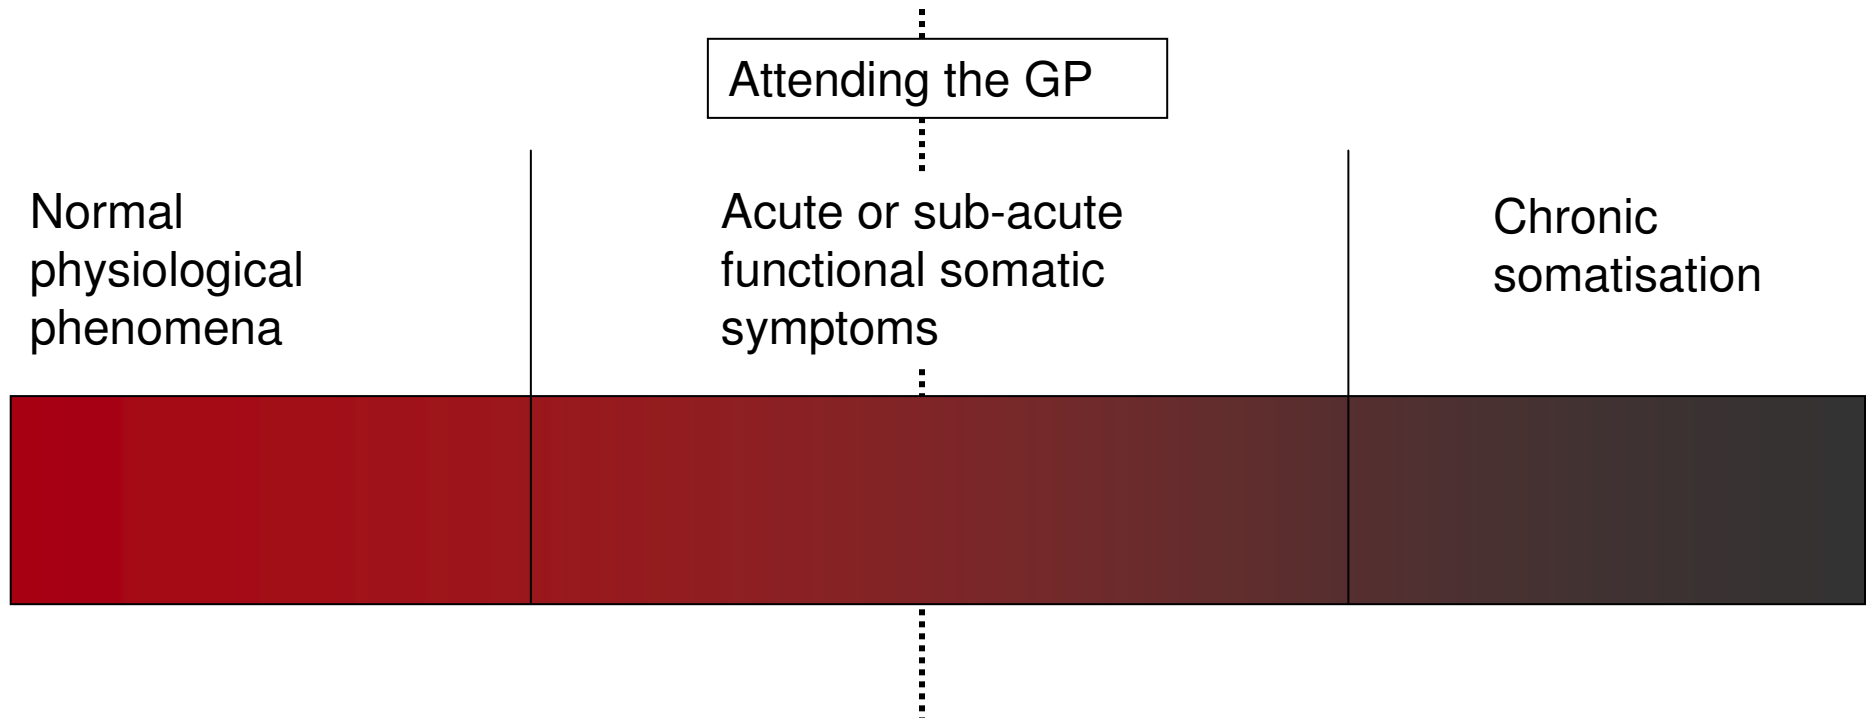 Attending the GP
Normal
physiological
phenomena
Acute or sub-acute
functional somatic
symptoms
Chronic
somatisation